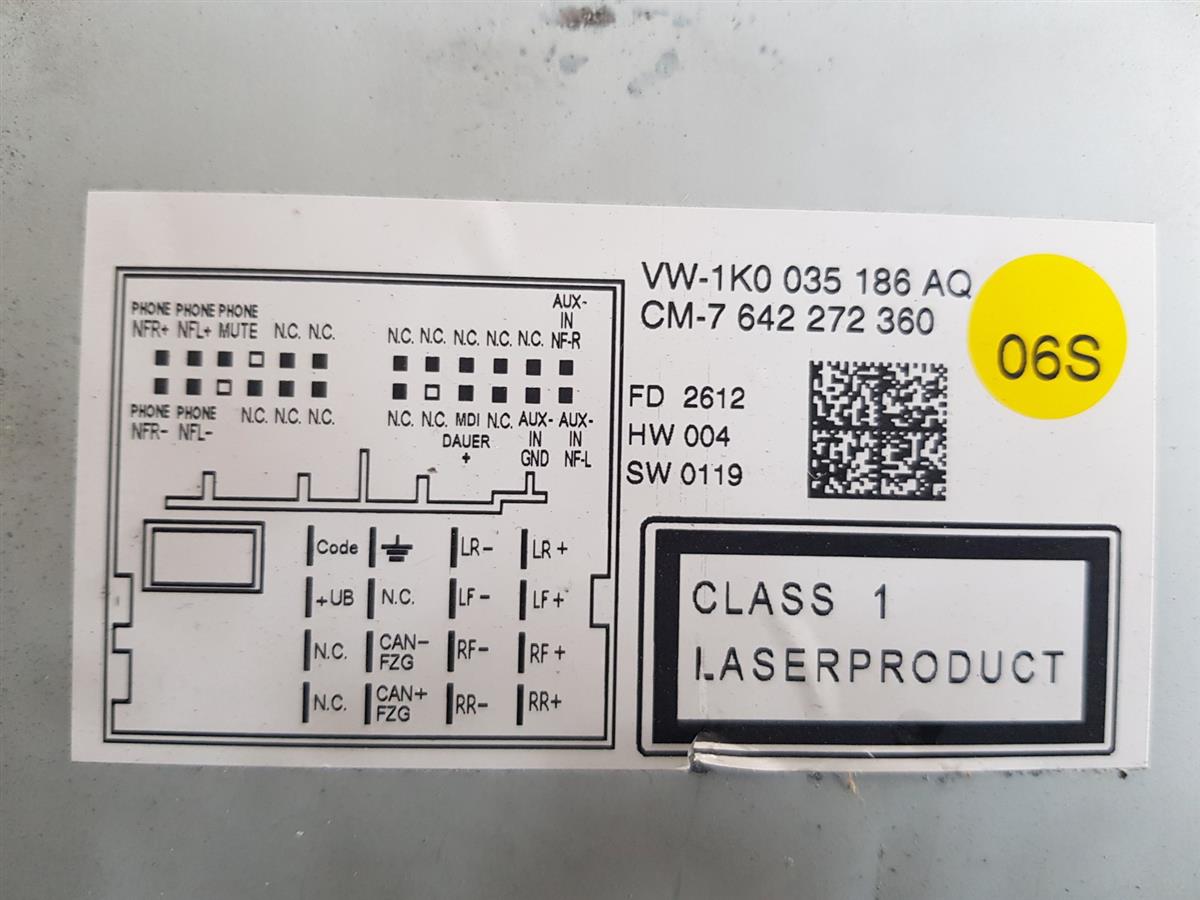 VW-1K0 035 186 AQ
CM-7 642 272 360
06S
FD 2612
HW 004
SW 0119
PHONE PHONE PHONE
NFR+ NFL+ MUTE N.C. N.C.
AUX-
IN
N.C. N.C. N.C. N.C. N.C. NF-R
PHONE PHONE
NFR- NFL-
N.C. N.C. N.C.
N.C. N.C. MDI N.C. AUX- AUX-
DAUER IN IN
+ GND NF-L
Code LR- LR+
+UB N.C. LF- LF+
N.C. CAN- RF- RF+
FZG
N.C. CAN+ RR- RR+
FZG
CLASS 1
LASERPRODUCT